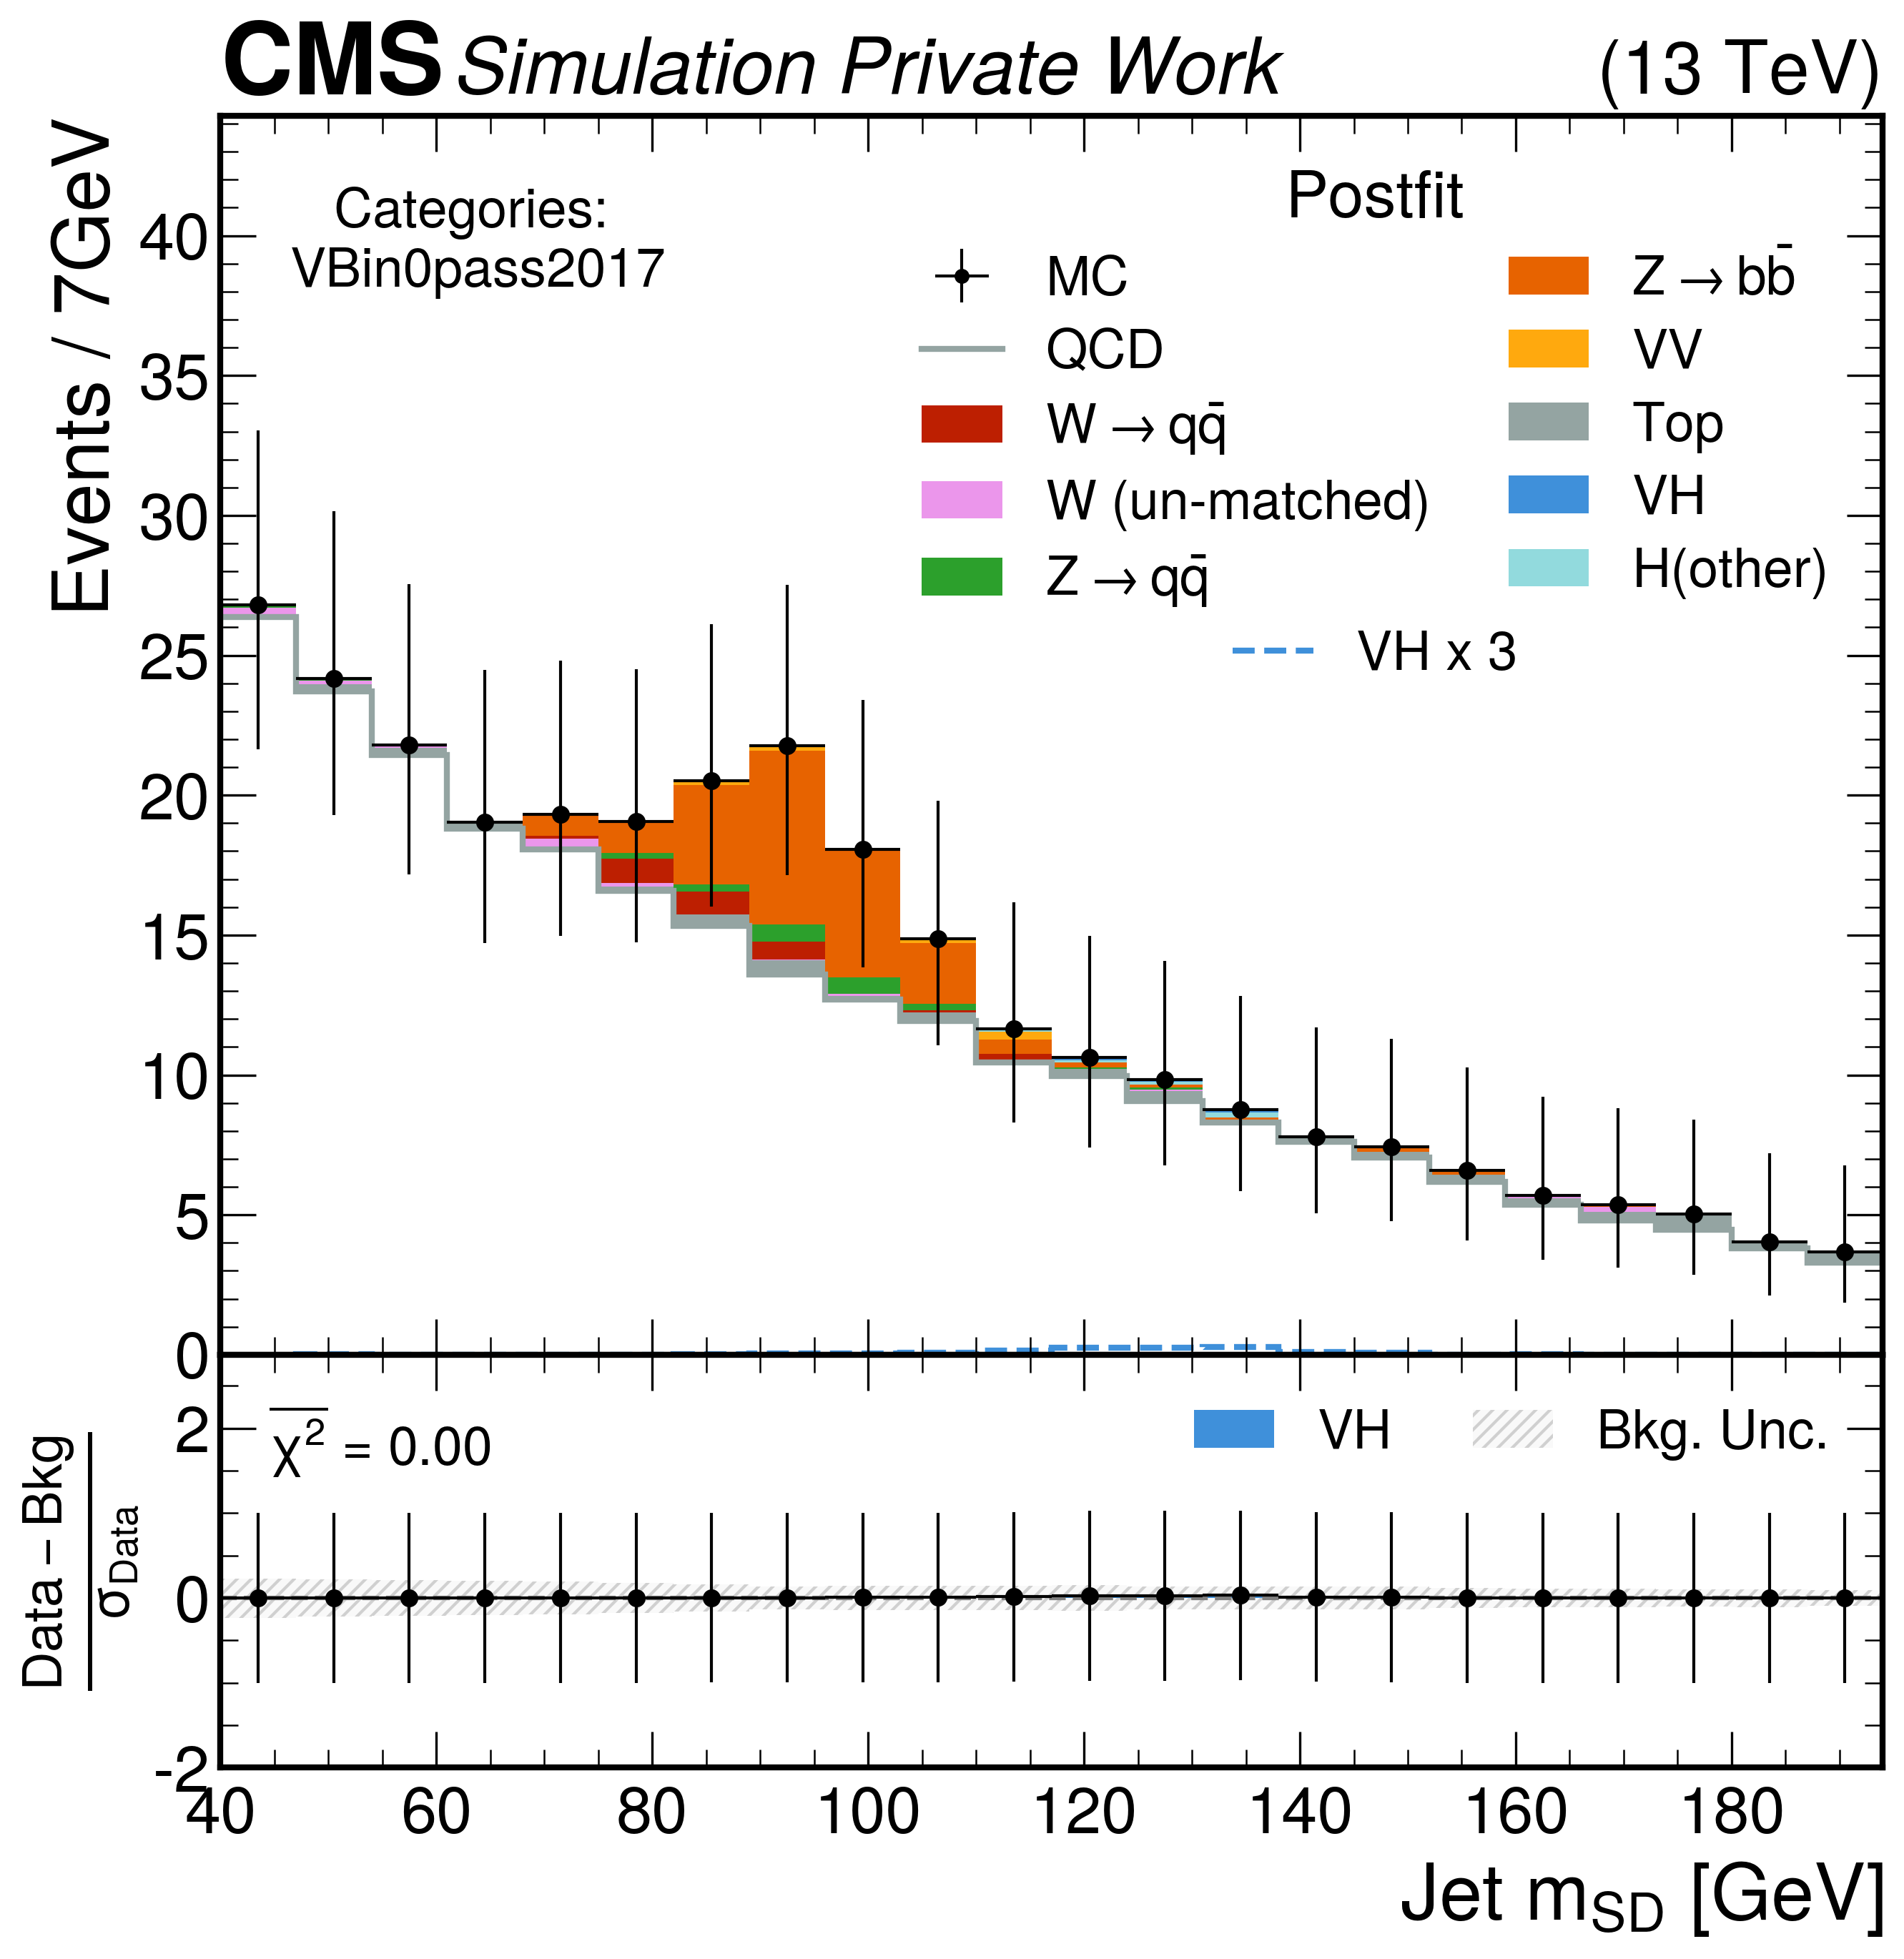 CMS Simulation Private Work (13 TeV)
Events / 7GeV
Categories:
VBin0pass2017
Postfit
MC
QCD
W → qq̄
W (un-matched)
Z → qq̄
Z → bb̄
VV
Top
VH
H(other)
VH x 3
40
35
30
25
20
15
10
5
0
Data – Bkg
σData
χ² = 0.00
VH
Bkg. Unc.
2
0
-2
40 60 80 100 120 140 160 180
Jet mSD [GeV]